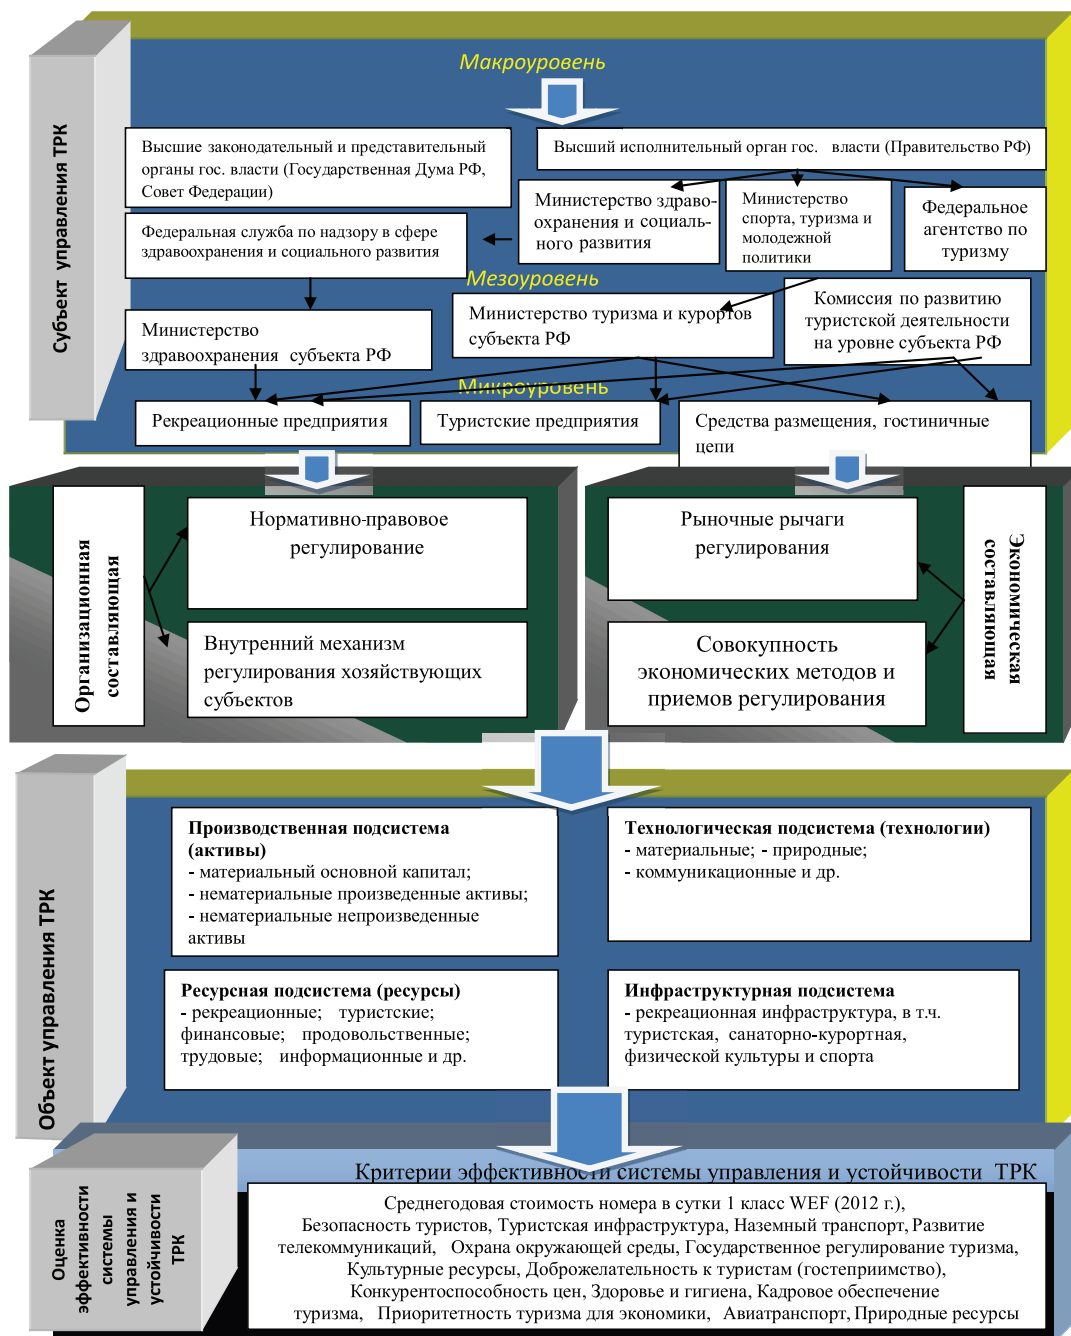 Субъект управления ТРК
Макроуровень
Высшие законодательный и представительный
органы гос. власти (Государственная Дума РФ,
Совет Федерации)
Высший исполнительный орган гос. власти (Правительство РФ)
Министерство здраво-
охранения и социаль-
ного развития
Министерство
спорта, туризма и
молодежной
политики
Федеральное
агентство по
туризму
Федеральная служба по надзору в сфере
здравоохранения и социального развития
Мезоуровень
Министерство
здравоохранения субъекта РФ
Министерство туризма и курортов
субъекта РФ
Комиссия по развитию
туристской деятельности
на уровне субъекта РФ
Микроуровень
Рекреационные предприятия
Туристские предприятия
Средства размещения, гостиничные
цепи
Организационная
составляющая
Нормативно-правовое
регулирование
Внутренний механизм
регулирования хозяйствующих
субъектов
Рыночные рычаги
регулирования
Совокупность
экономических методов и
приемов регулирования
Экономическая
составляющая
Объект управления ТРК
Производственная подсистема
(активы)
- материальный основной капитал;
- нематериальные произведенные активы;
- нематериальные непроизведенные
активы
Технологическая подсистема (технологии)
- материальные; - природные;
- коммуникационные и др.
Ресурсная подсистема (ресурсы)
- рекреационные; туристские;
финансовые; продовольственные;
трудовые; информационные и др.
Инфраструктурная подсистема
- рекреационная инфраструктура, в т.ч.
туристская, санаторно-курортная,
физической культуры и спорта
Оценка
эффективности
системы
управления и
устойчивости
ТРК
Критерии эффективности системы управления и устойчивости ТРК
Среднегодовая стоимость номера в сутки 1 класс WEF (2012 г.),
Безопасность туристов, Туристская инфраструктура, Наземный транспорт, Развитие
телекоммуникаций, Охрана окружающей среды, Государственное регулирование туризма,
Культурные ресурсы, Доброжелательность к туристам (гостеприимство),
Конкурентоспособность цен, Здоровье и гигиена, Кадровое обеспечение
туризма, Приоритетность туризма для экономики, Авиатранспорт, Природные ресурсы